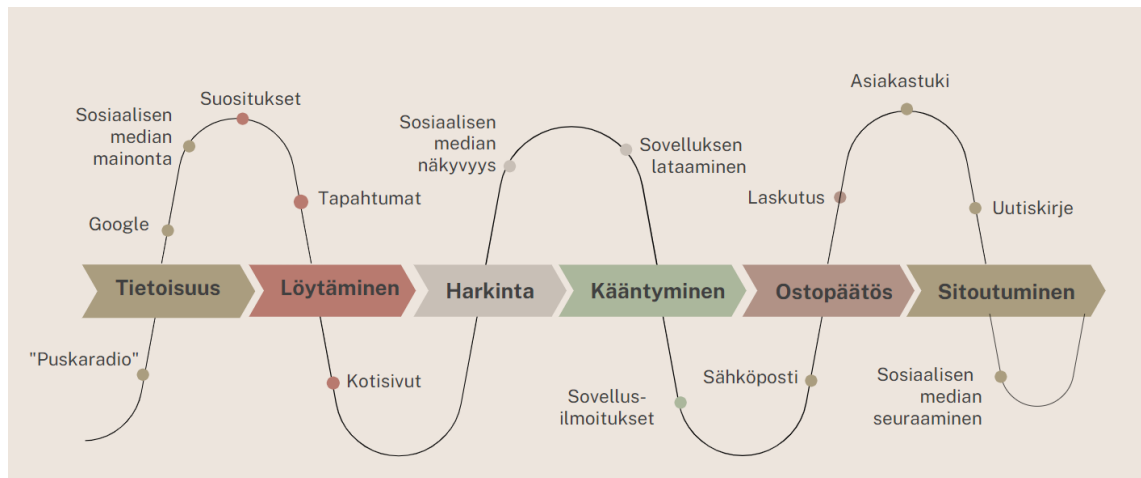 "Puskaradio"
Google
Sosiaalisen
median
mainonta
Suositukset
Tapahtumat
Kotisivut
Sosiaalisen
median
näkyvyys
Sovelluksen
lataaminen
Sovellus-
ilmoitukset
Sähköposti
Laskutus
Asiakastuki
Uutiskirje
Sosiaalisen
median
seuraaminen
Tietoisuus
Löytäminen
Harkinta
Kääntyminen
Ostopäätös
Sitoutuminen